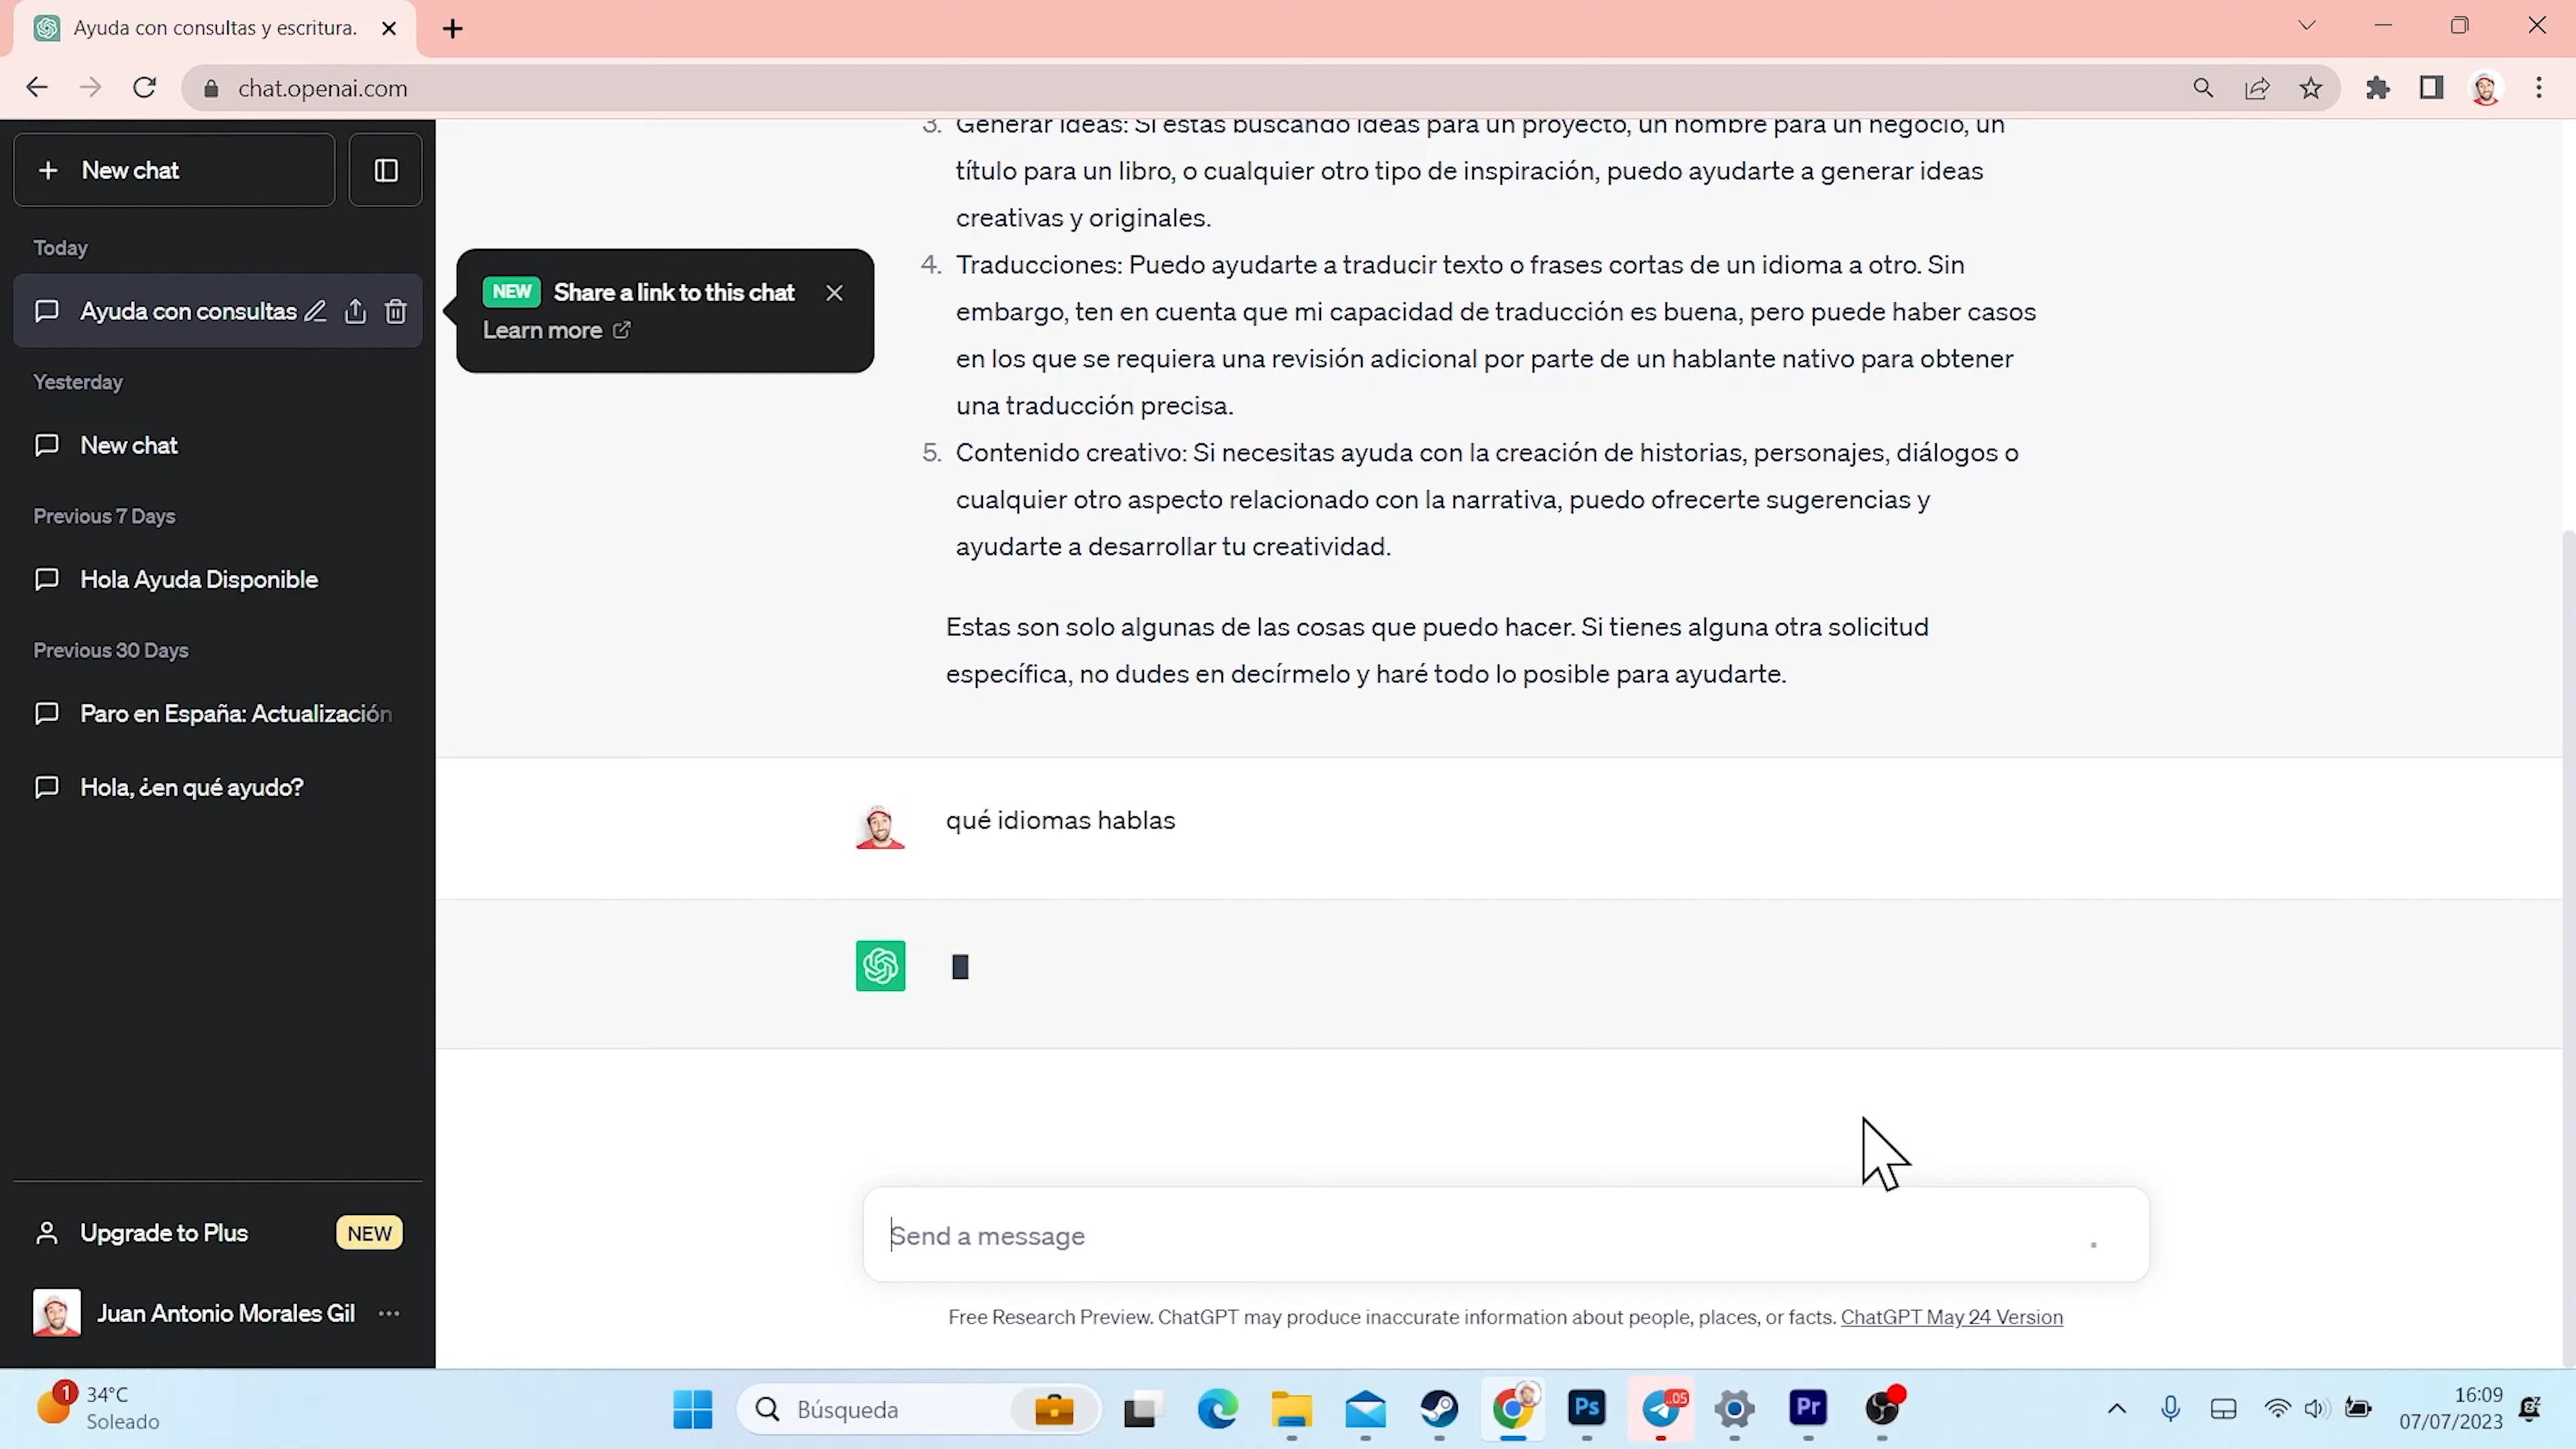 Ayuda con consultas y escritura.
chat.openai.com
New chat
Today
Ayuda con consultas
Yesterday
New chat
Previous 7 Days
Hola Ayuda Disponible
Previous 30 Days
Paro en España: Actualización
Hola, ¿en qué ayudo?
Upgrade to Plus NEW
Juan Antonio Morales Gil
NEW Share a link to this chat
Learn more
3. Generar ideas: Si estás buscando ideas para un proyecto, un nombre para un negocio, un
título para un libro, o cualquier otro tipo de inspiración, puedo ayudarte a generar ideas
creativas y originales.
4. Traducciones: Puedo ayudarte a traducir texto o frases cortas de un idioma a otro. Sin
embargo, ten en cuenta que mi capacidad de traducción es buena, pero puede haber casos
en los que se requiera una revisión adicional por parte de un hablante nativo para obtener
una traducción precisa.
5. Contenido creativo: Si necesitas ayuda con la creación de historias, personajes, diálogos o
cualquier otro aspecto relacionado con la narrativa, puedo ofrecerte sugerencias y
ayudarte a desarrollar tu creatividad.
Estas son solo algunas de las cosas que puedo hacer. Si tienes alguna otra solicitud
específica, no dudes en decírmelo y haré todo lo posible para ayudarte.
qué idiomas hablas
Send a message
Free Research Preview. ChatGPT may produce inaccurate information about people, places, or facts. ChatGPT May 24 Version
1
34°C
Soleado
Búsqueda
Ps
..05
Pr
16:09
07/07/2023